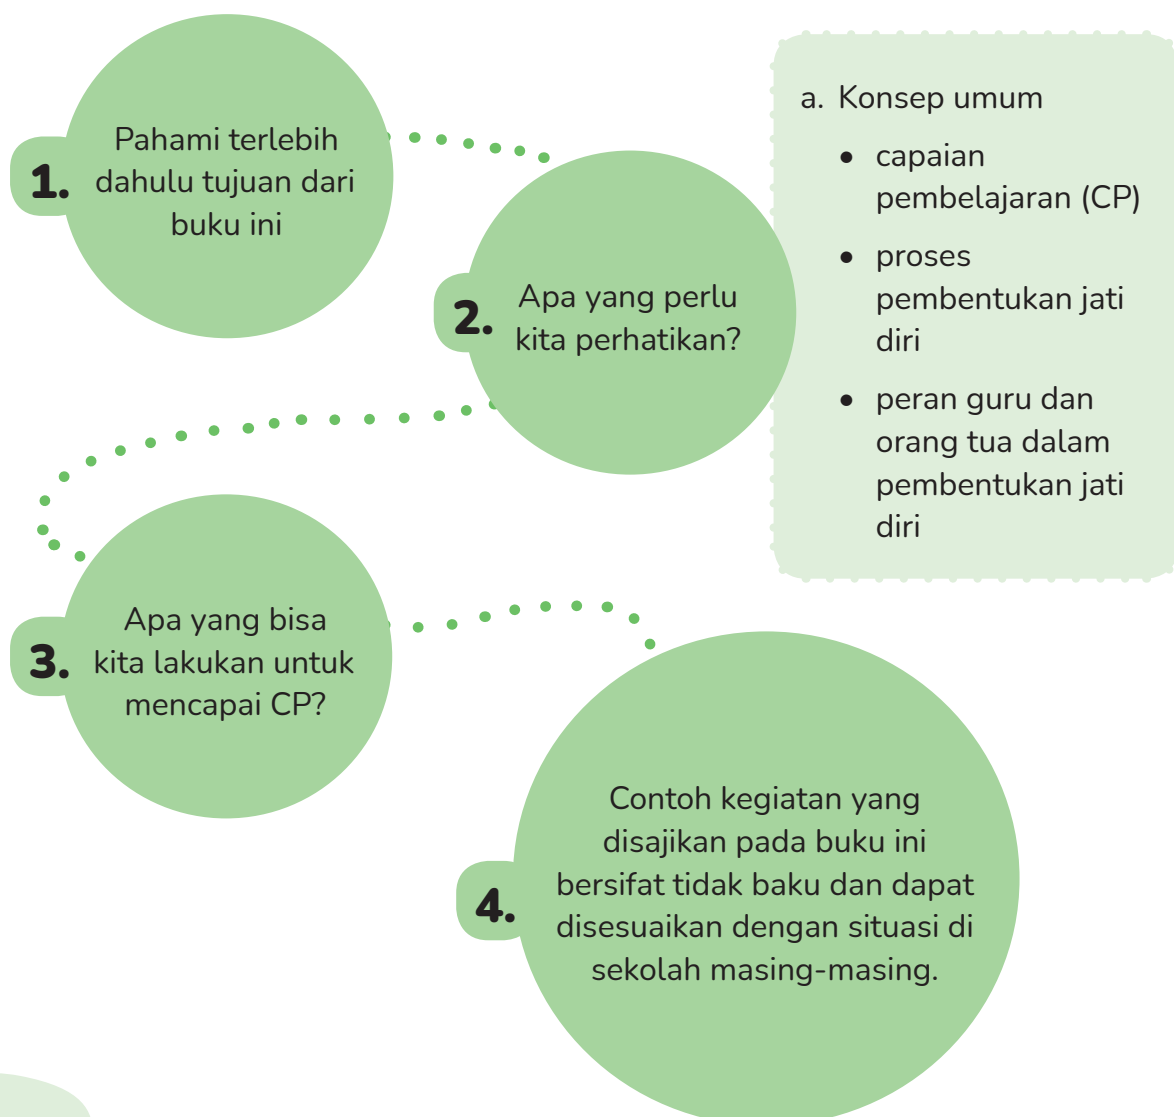 1.
Pahami terlebih
dahulu tujuan dari
buku ini
2.
Apa yang perlu
kita perhatikan?
a. Konsep umum
• capaian
pembelajaran (CP)
• proses
pembentukan jati
diri
• peran guru dan
orang tua dalam
pembentukan jati
diri
3.
Apa yang bisa
kita lakukan untuk
mencapai CP?
4.
Contoh kegiatan yang
disajikan pada buku ini
bersifat tidak baku dan dapat
disesuaikan dengan situasi di
sekolah masing-masing.